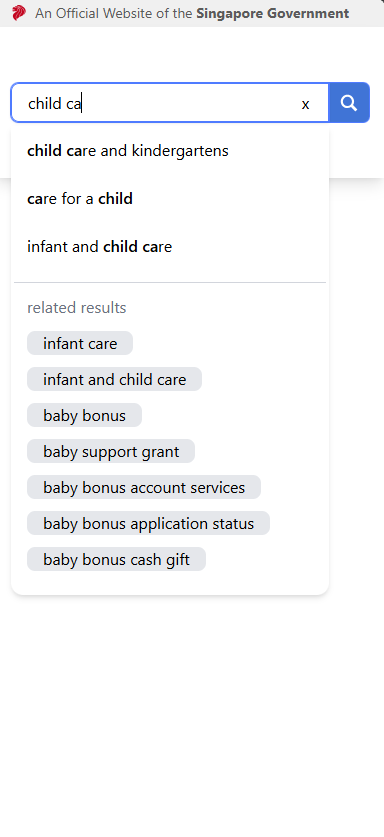 An Official Website of the Singapore Government
child ca x
child care and kindergartens
care for a child
infant and child care
related results
infant care
infant and child care
baby bonus
baby support grant
baby bonus account services
baby bonus application status
baby bonus cash gift